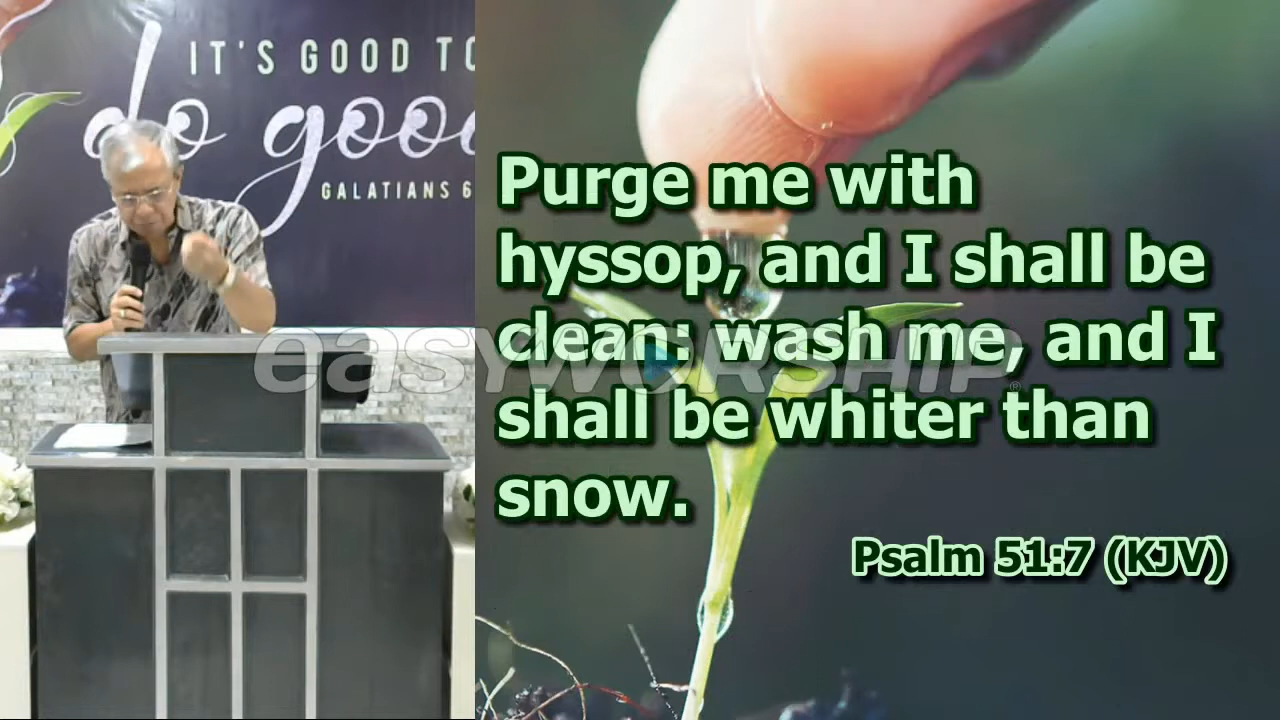 IT'S GOOD TO
do good
GALATIANS 6
Purge me with
hyssop, and I shall be
clean: wash me, and I
shall be whiter than
snow.
Psalm 51:7 (KJV)
easyworship®